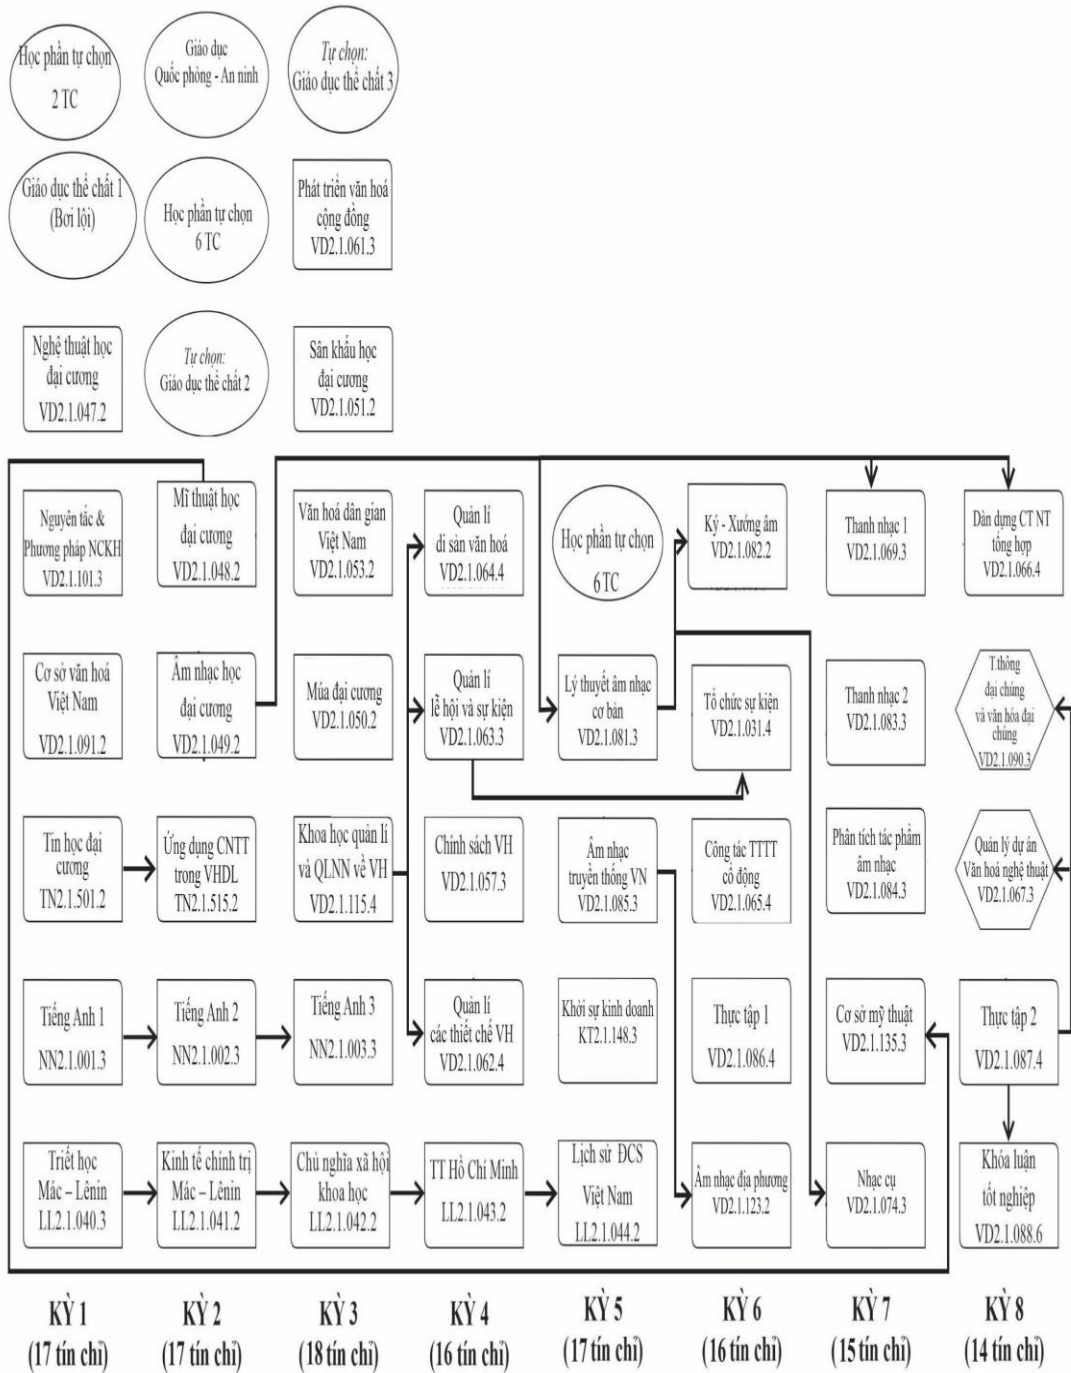 Học phần tự chọn
2 TC
Giáo dục
Quốc phòng - An ninh
Tự chọn:
Giáo dục thể chất 3
Giáo dục thể chất 1
(Bơi lội)
Học phần tự chọn
6 TC
Phát triển văn hoá
cộng đồng
VD2.1.061.3
Nghệ thuật học
đại cương
VD2.1.047.2
Tự chọn:
Giáo dục thể chất 2
Sân khấu học
đại cương
VD2.1.051.2
Nguyên tắc &
Phương pháp NCKH
VD2.1.101.3
Mĩ thuật học
đại cương
VD2.1.048.2
Văn hoá dân gian
Việt Nam
VD2.1.053.2
Quản lí
di sản văn hoá
VD2.1.064.4
Học phần tự chọn
6 TC
Ký - Xướng âm
VD2.1.082.2
Thanh nhạc 1
VD2.1.069.3
Dàn dựng CT NT
tổng hợp
VD2.1.066.4
Cơ sở văn hoá
Việt Nam
VD2.1.091.2
Âm nhạc học
đại cương
VD2.1.049.2
Múa đại cương
VD2.1.050.2
Quản lí
lễ hội và sự kiện
VD2.1.063.3
Lý thuyết âm nhạc
cơ bản
VD2.1.081.3
Tổ chức sự kiện
VD2.1.031.4
Thanh nhạc 2
VD2.1.083.3
T.thông
đại chúng
và văn hóa đại
chúng
VD2.1.090.3
Tin học đại
cương
TN2.1.501.2
Ứng dụng CNTT
trong VHDL
TN2.1.515.2
Khoa học quản lí
và QLNN về VH
VD2.1.115.4
Chính sách VH
VD2.1.057.3
Âm nhạc
truyền thống VN
VD2.1.085.3
Công tác TTTT
cổ động
VD2.1.065.4
Phân tích tác phẩm
âm nhạc
VD2.1.084.3
Quản lý dự án
Văn hoá nghệ thuật
VD2.1.067.3
Tiếng Anh 1
NN2.1.001.3
Tiếng Anh 2
NN2.1.002.3
Tiếng Anh 3
NN2.1.003.3
Quản lí
các thiết chế VH
VD2.1.062.4
Khởi sự kinh doanh
KT2.1.148.3
Thực tập 1
VD2.1.086.4
Cơ sở mỹ thuật
VD2.1.135.3
Thực tập 2
VD2.1.087.4
Triết học
Mác – Lênin
LL2.1.040.3
Kinh tế chính trị
Mác – Lênin
LL2.1.041.2
Chủ nghĩa xã hội
khoa học
LL2.1.042.2
TT Hồ Chí Minh
LL2.1.043.2
Lịch sử ĐCS
Việt Nam
LL2.1.044.2
Âm nhạc địa phương
VD2.1.123.2
Nhạc cụ
VD2.1.074.3
Khóa luận
tốt nghiệp
VD2.1.088.6
KỲ 1
(17 tín chỉ)
KỲ 2
(17 tín chỉ)
KỲ 3
(18 tín chỉ)
KỲ 4
(16 tín chỉ)
KỲ 5
(17 tín chỉ)
KỲ 6
(16 tín chỉ)
KỲ 7
(15 tín chỉ)
KỲ 8
(14 tín chỉ)